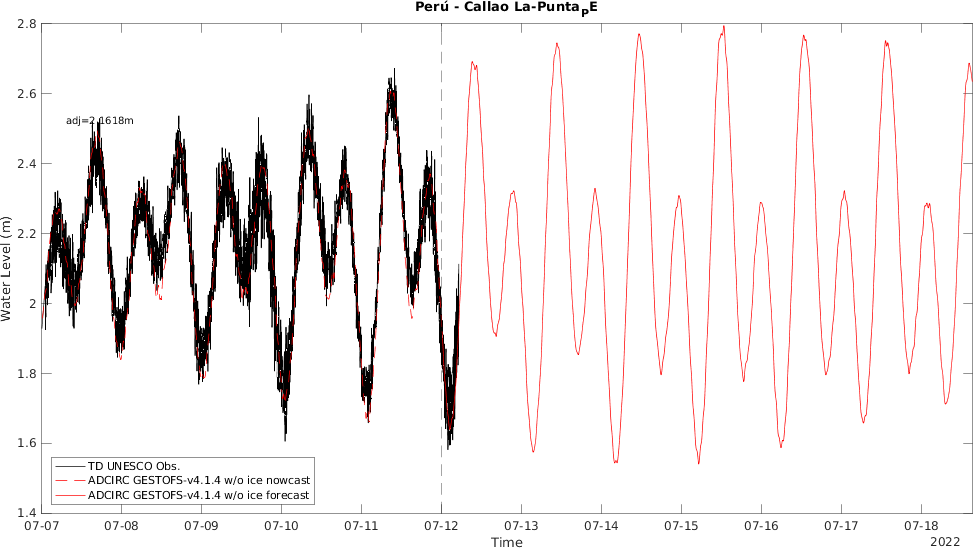 Perú - Callao La-PuntapE
adj=2.1618m
Water Level (m)
2.8
2.6
2.4
2.2
2
1.8
1.6
1.4
TD UNESCO Obs.
ADCIRC GESTOFS-v4.1.4 w/o ice nowcast
ADCIRC GESTOFS-v4.1.4 w/o ice forecast
07-07 07-08 07-09 07-10 07-11 07-12 07-13 07-14 07-15 07-16 07-17 07-18
Time
2022